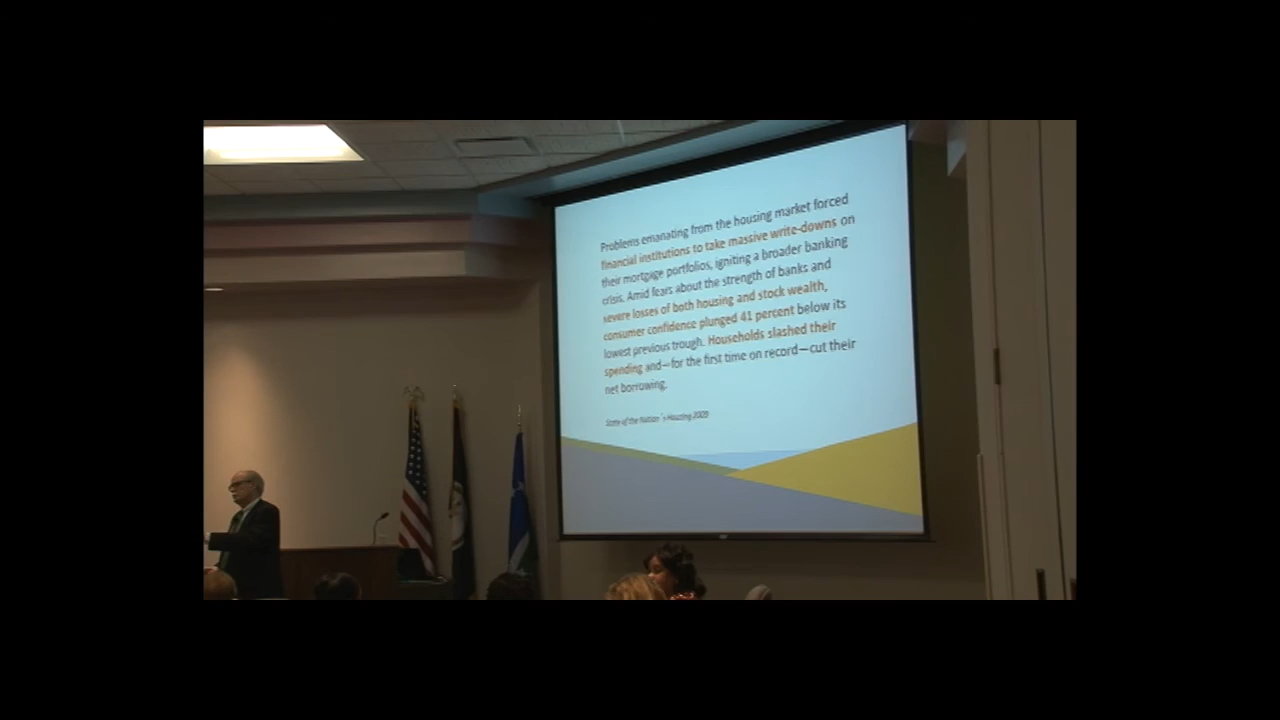 Problems emanating from the housing market forced
financial institutions to take massive write-downs on
their mortgage portfolios, igniting a broader banking
crisis. Amid fears about the strength of banks and
severe losses of both housing and stock wealth,
consumer confidence plunged 41 percent below its
lowest previous trough. Households slashed their
spending and—for the first time on record—cut their
net borrowing.
State of the Nation´s Housing 2009